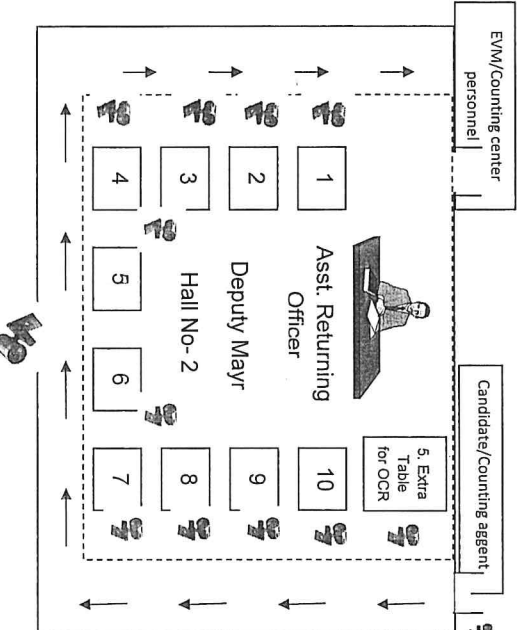 EVM/Counting center
personnel
Candidate/Counting aggent
5. Extra
Table
for OCR
Asst. Returning
Officer
Deputy Mayr
Hall No- 2
1
2
3
4
5
6
7
8
9
10